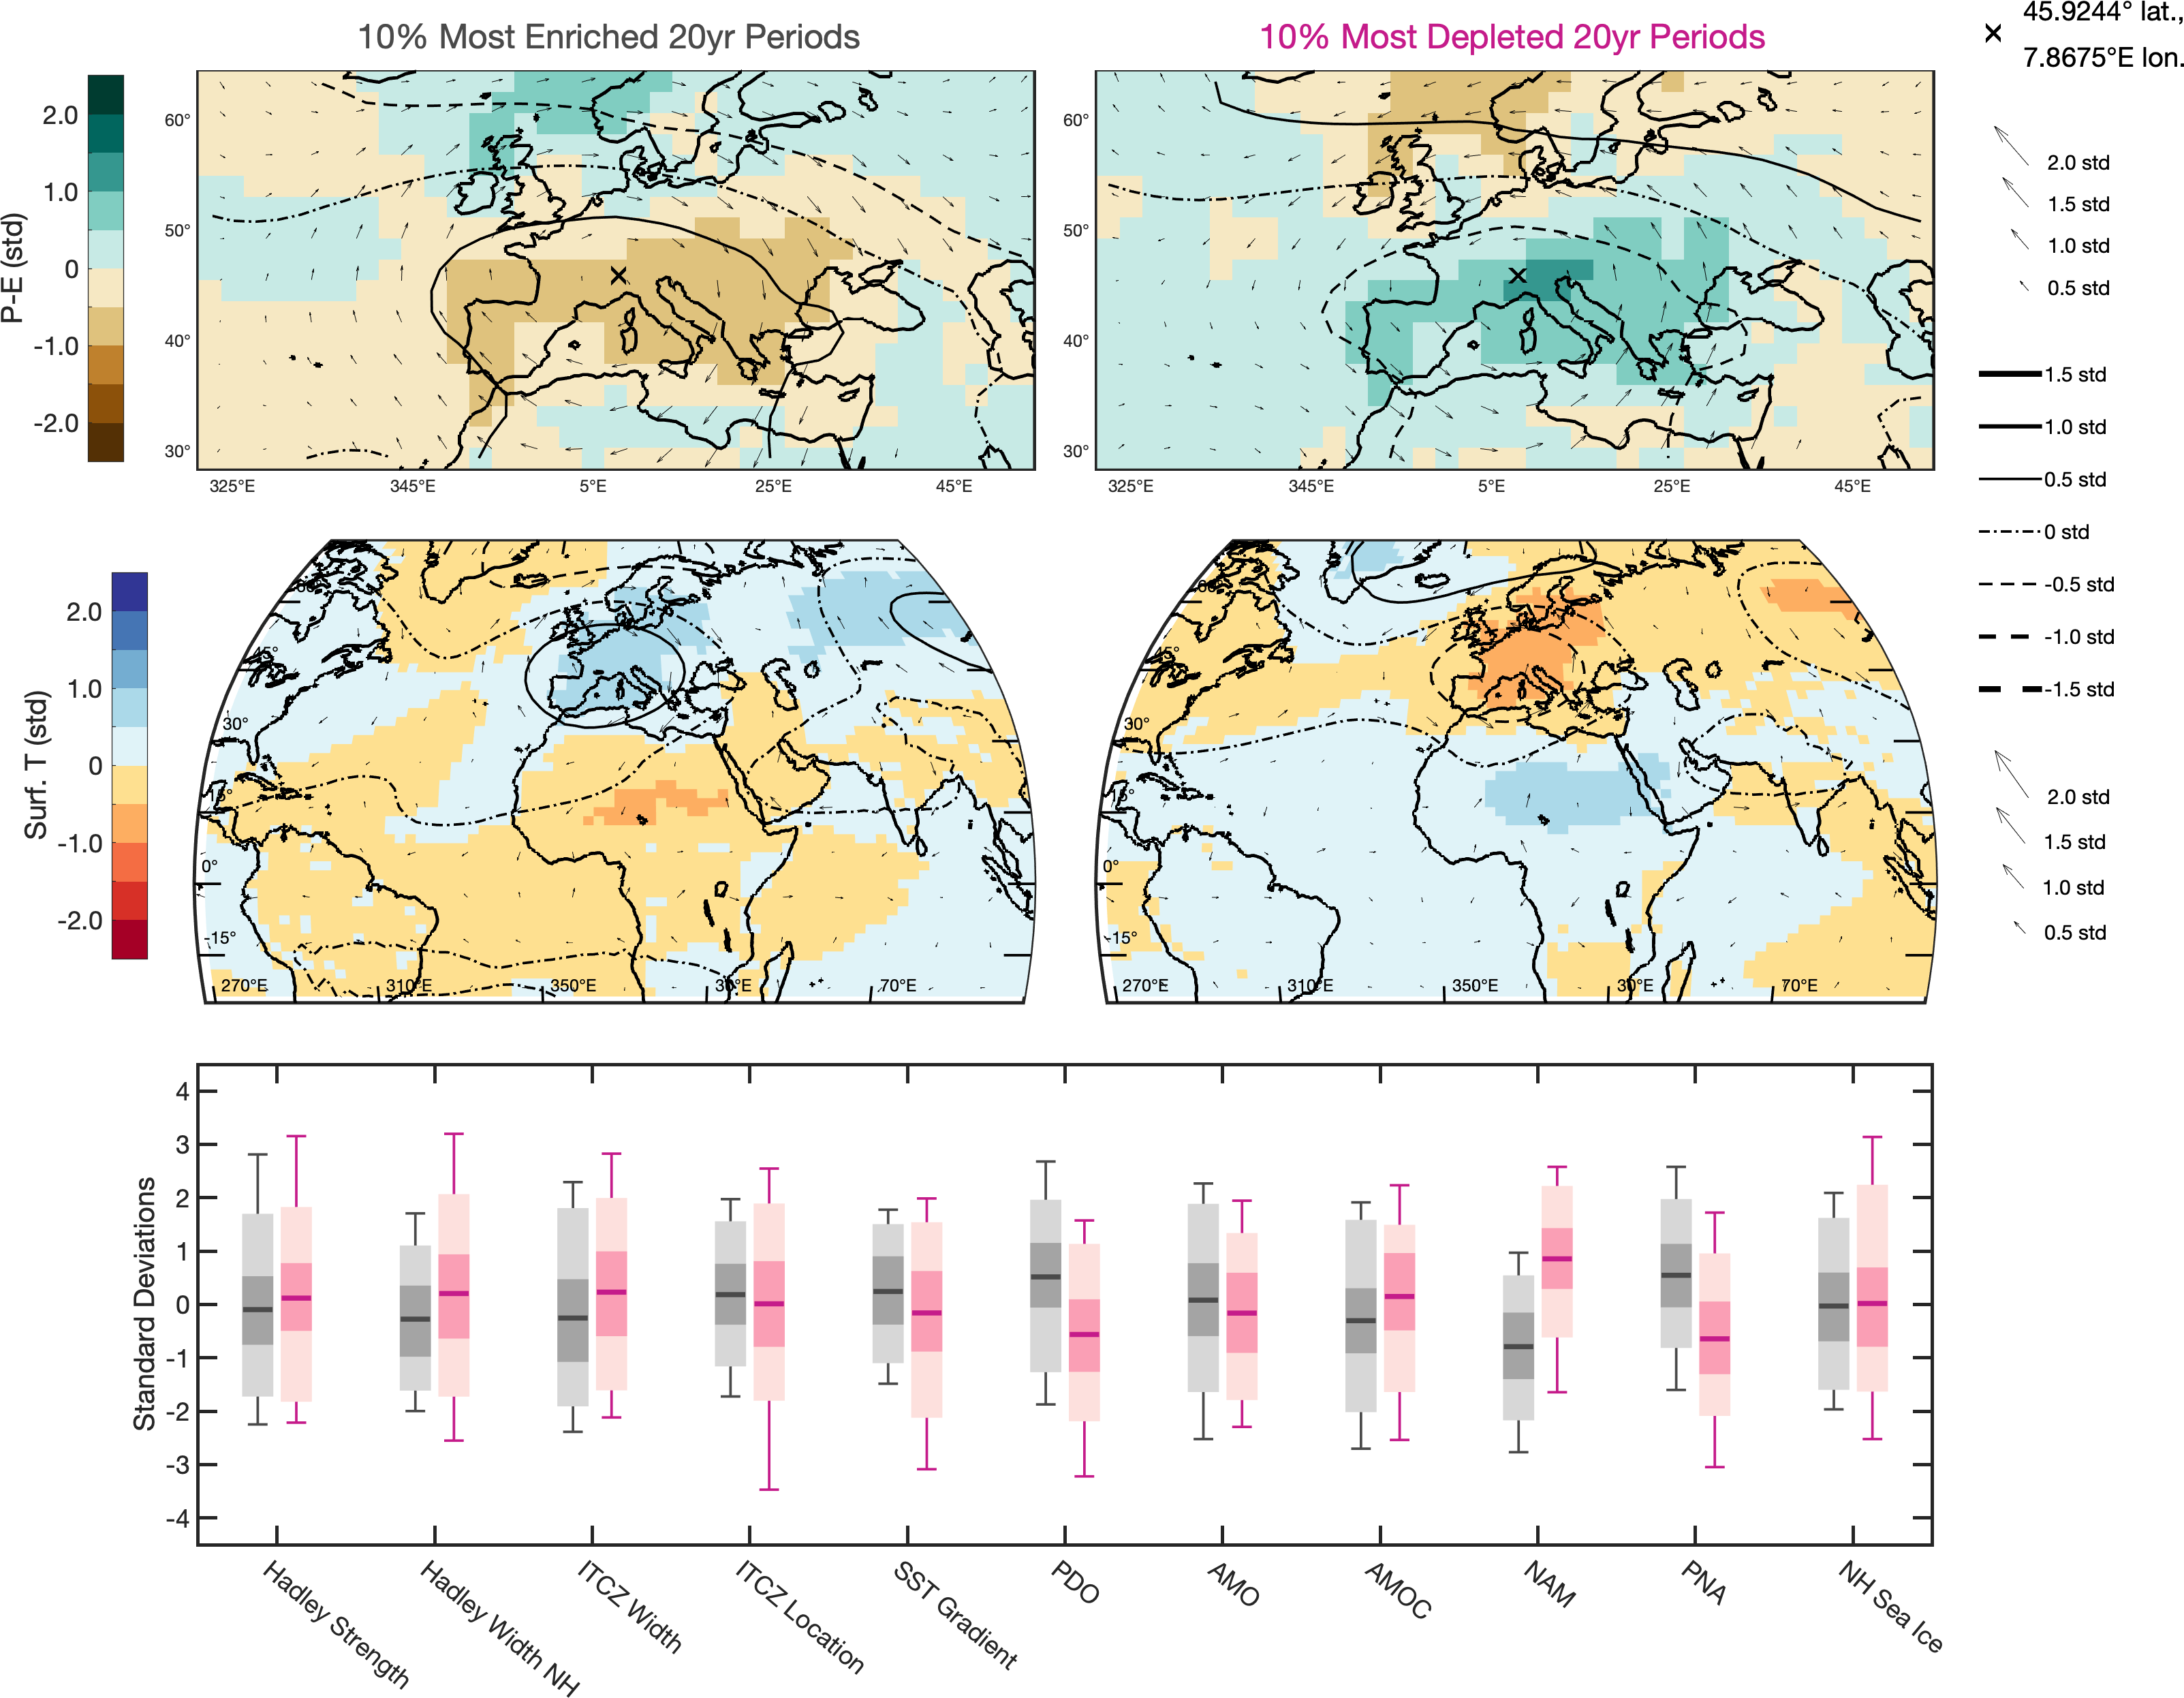 10% Most Enriched 20yr Periods
10% Most Depleted 20yr Periods
45.9244° lat.,
7.8675°E lon.
P-E (std)
2.0
1.0
0
-1.0
-2.0
60°
50°
40°
30°
325°E 345°E 5°E 25°E 45°E
60°
50°
40°
30°
325°E 345°E 5°E 25°E 45°E
2.0 std
1.5 std
1.0 std
0.5 std
1.5 std
1.0 std
0.5 std
0 std
-0.5 std
-1.0 std
-1.5 std
2.0 std
1.5 std
1.0 std
0.5 std
Surf. T (std)
2.0
1.0
0
-1.0
-2.0
60°
45°
30°
15°
0°
-15°
270°E 310°E 350°E 30°E 70°E
60°
45°
30°
15°
0°
-15°
270°E 310°E 350°E 30°E 70°E
Standard Deviations
4
3
2
1
0
-1
-2
-3
-4
Hadley Strength
Hadley Width NH
ITCZ Width
ITCZ Location
SST Gradient
PDO
AMO
AMOC
NAM
PNA
NH Sea Ice